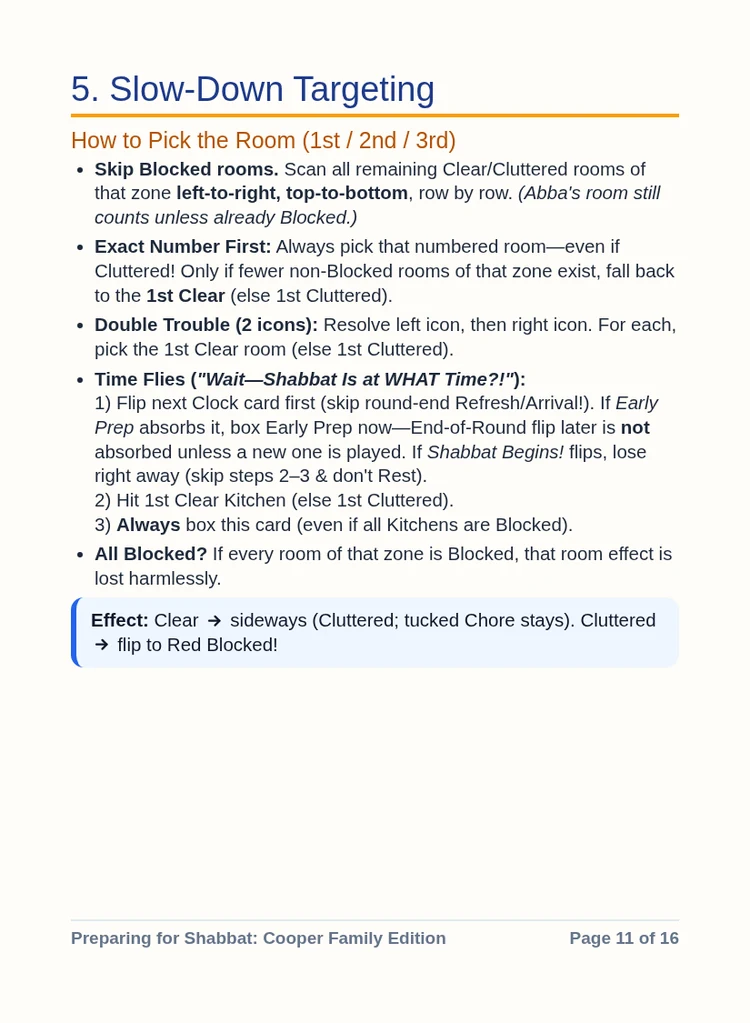 5. Slow-Down Targeting
How to Pick the Room (1st / 2nd / 3rd)
• Skip Blocked rooms. Scan all remaining Clear/Cluttered rooms of
that zone left-to-right, top-to-bottom, row by row. (Abba's room still
counts unless already Blocked.)
• Exact Number First: Always pick that numbered room—even if
Cluttered! Only if fewer non-Blocked rooms of that zone exist, fall back
to the 1st Clear (else 1st Cluttered).
• Double Trouble (2 icons): Resolve left icon, then right icon. For each,
pick the 1st Clear room (else 1st Cluttered).
• Time Flies ("Wait—Shabbat Is at WHAT Time?!"):
1) Flip next Clock card first (skip round-end Refresh/Arrival!). If Early
Prep absorbs it, box Early Prep now—End-of-Round flip later is not
absorbed unless a new one is played. If Shabbat Begins! flips, lose
right away (skip steps 2–3 & don't Rest).
2) Hit 1st Clear Kitchen (else 1st Cluttered).
3) Always box this card (even if all Kitchens are Blocked).
• All Blocked? If every room of that zone is Blocked, that room effect is
lost harmlessly.
Effect: Clear → sideways (Cluttered; tucked Chore stays). Cluttered
→ flip to Red Blocked!
Preparing for Shabbat: Cooper Family Edition
Page 11 of 16